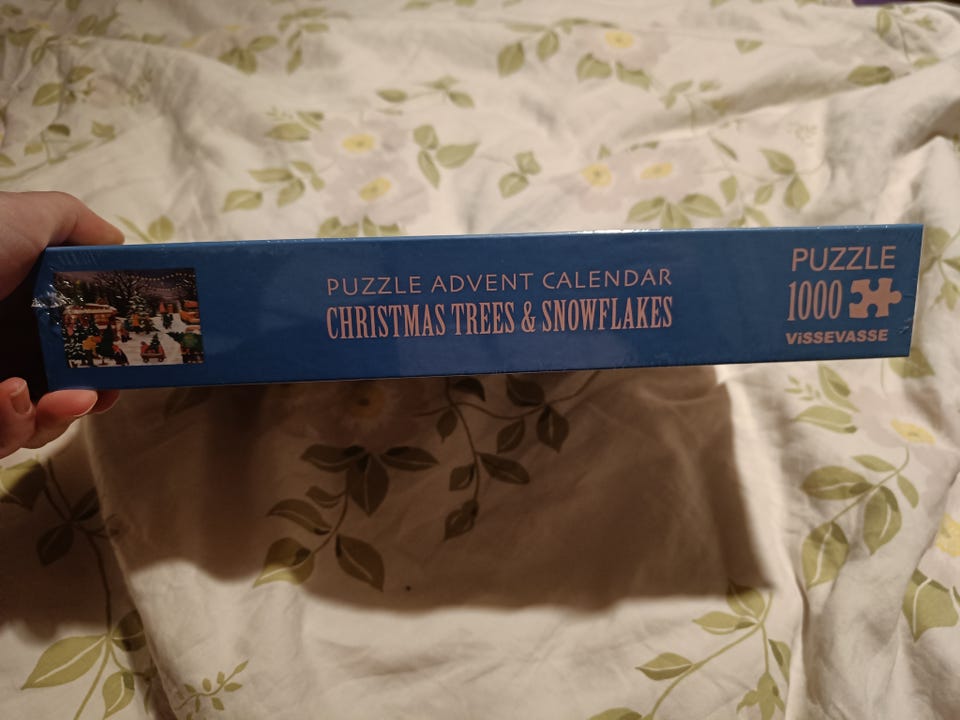 PUZZLE ADVENT CALENDAR
CHRISTMAS TREES & SNOWFLAKES
PUZZLE
1000
ViSSEVASSE